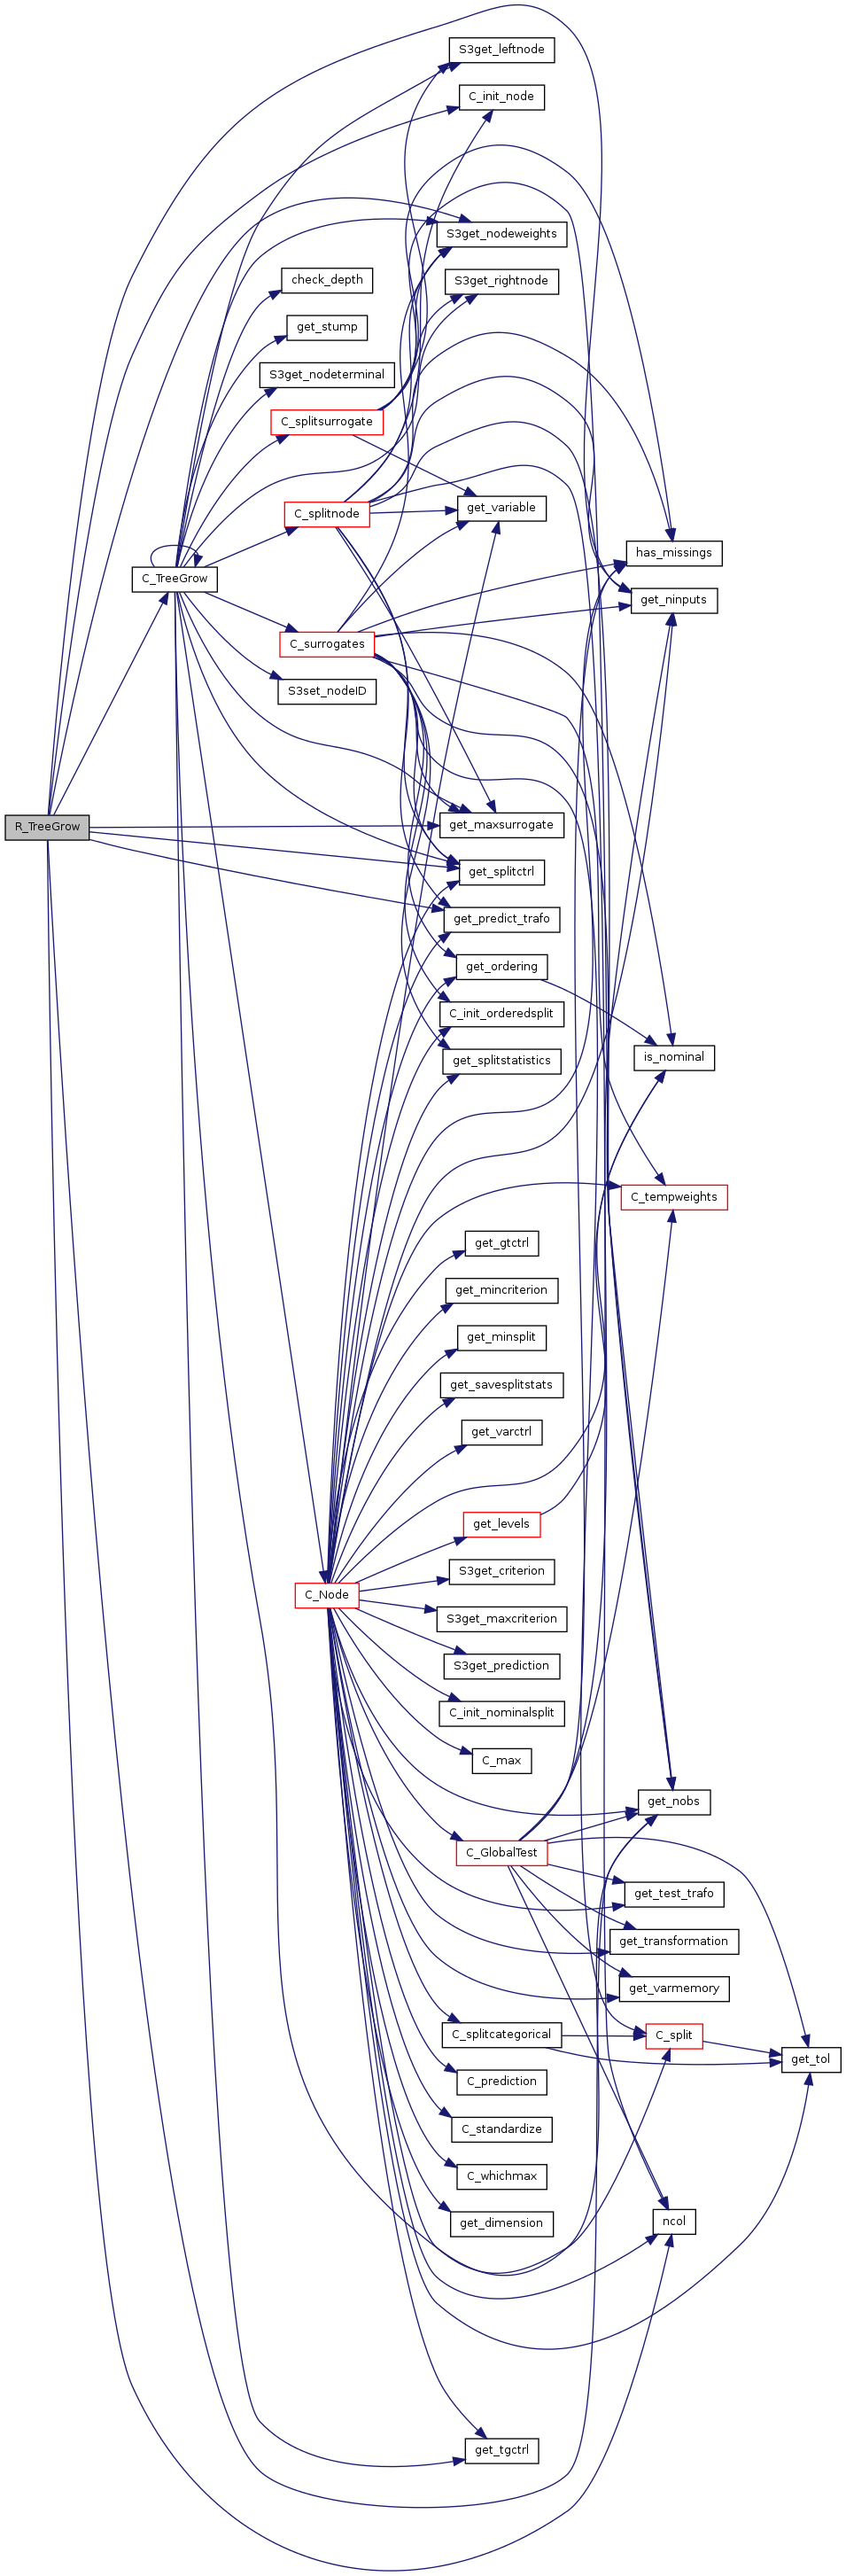 S3get_leftnode
C_init_node
S3get_nodeweights
S3get_rightnode
check_depth
get_stump
S3get_nodeterminal
C_splitsurrogate
get_variable
C_splitnode
has_missings
C_TreeGrow
get_ninputs
C_surrogates
S3set_nodeID
R_TreeGrow
get_maxsurrogate
get_splitctrl
get_predict_trafo
get_ordering
C_init_orderedsplit
get_splitstatistics
is_nominal
C_tempweights
get_gtctrl
get_mincriterion
get_minsplit
get_savesplitstats
get_varctrl
get_levels
S3get_criterion
C_Node
S3get_maxcriterion
S3get_prediction
C_init_nominalsplit
C_max
get_nobs
C_GlobalTest
get_test_trafo
get_transformation
get_varmemory
C_splitcategorical
C_split
get_tol
C_prediction
C_standardize
C_whichmax
get_dimension
ncol
get_tgctrl